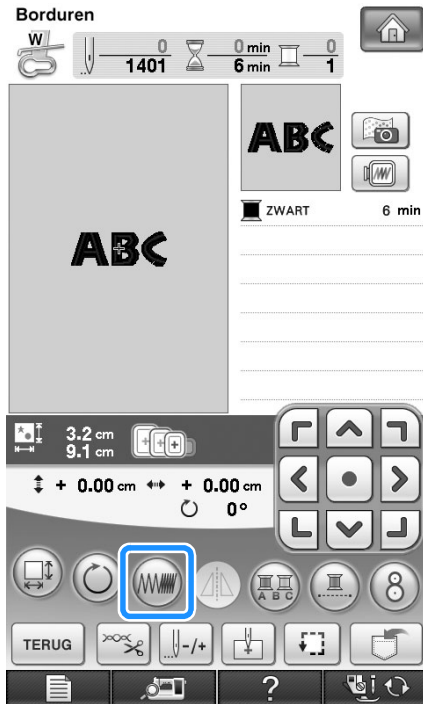 Borduren
W
0 0 min 0
1401 6 min 1
ABC
ABC
ZWART 6 min
3.2 cm
9.1 cm
+ 0.00 cm + 0.00 cm
0°
A B C
8
TERUG
-/+
?